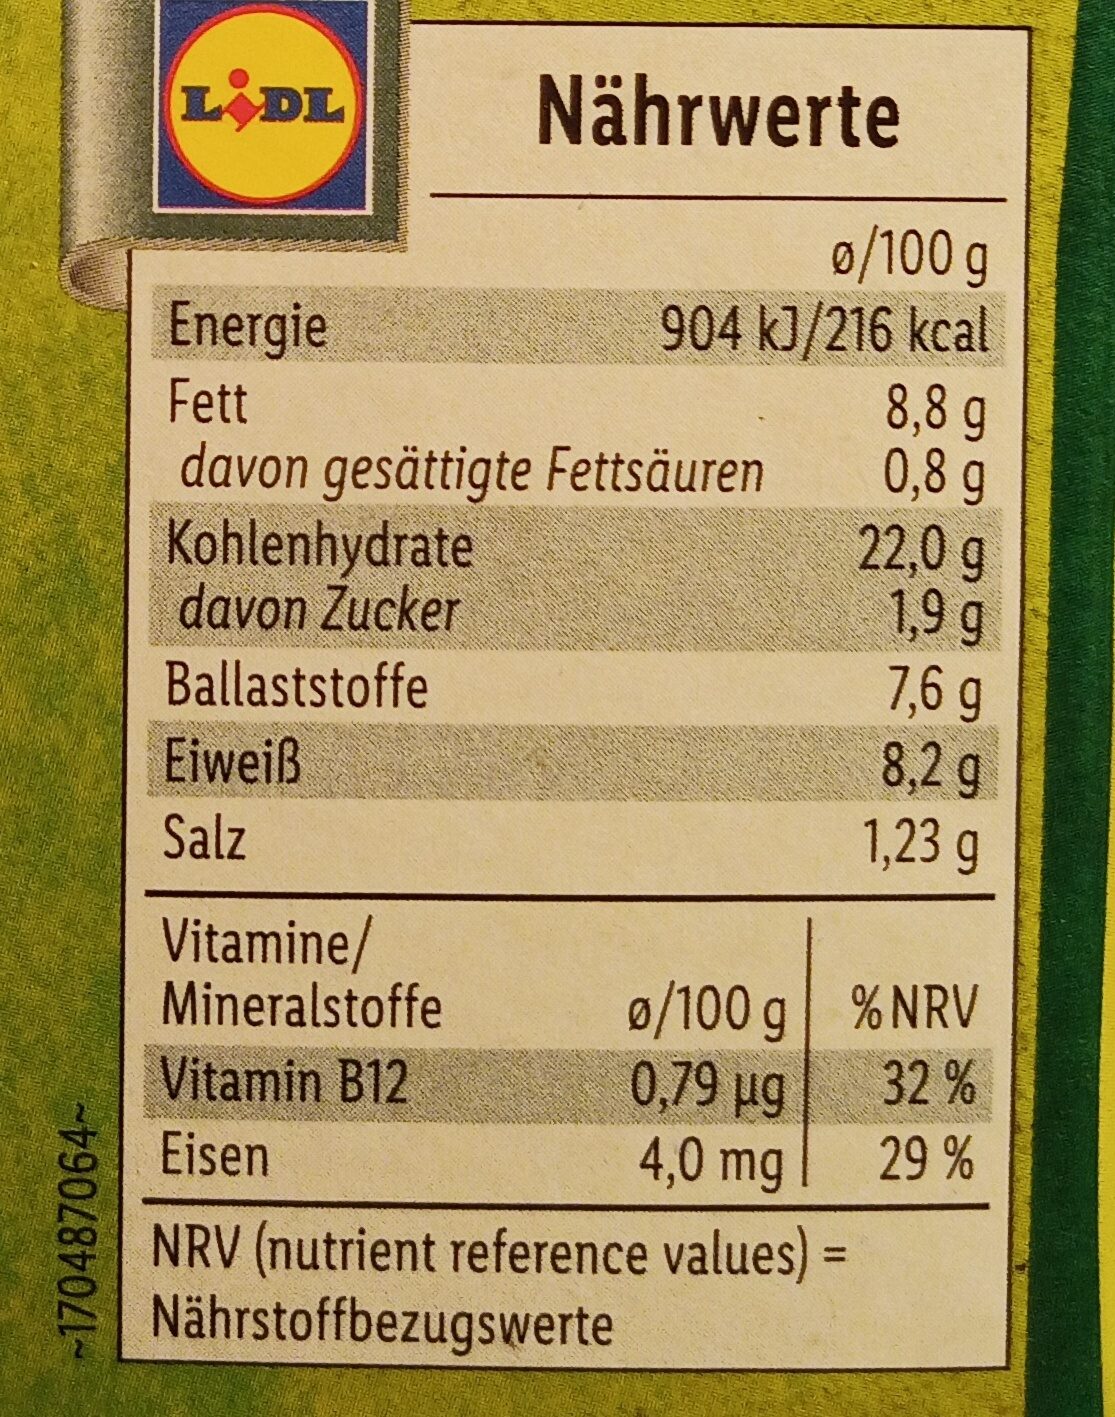 LIDL
Nährwerte
ø/100 g
Energie 904 kJ/216 kcal
Fett 8,8 g
davon gesättigte Fettsäuren 0,8 g
Kohlenhydrate 22,0 g
davon Zucker 1,9 g
Ballaststoffe 7,6 g
Eiweiß 8,2 g
Salz 1,23 g
Vitamine/
Mineralstoffe ø/100 g % NRV
Vitamin B12 0,79 µg 32 %
Eisen 4,0 mg 29 %
NRV (nutrient reference values) =
Nährstoffbezugswerte
~170487064~